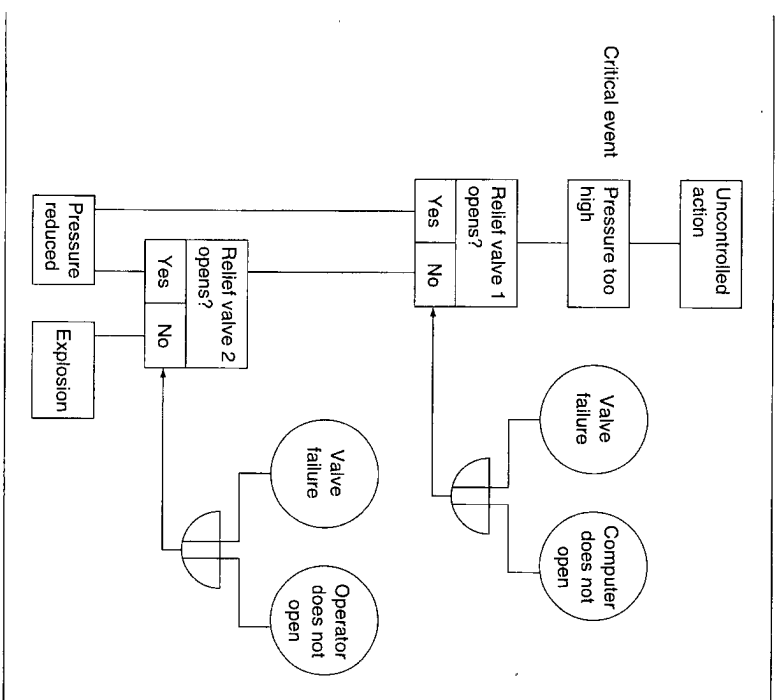 Uncontrolled
action
Critical event
Pressure too
high
Relief valve 1
opens?
Yes
No
Valve
failure
Computer
does not
open
Relief valve 2
opens?
Yes
No
Valve
failure
Operator
does not
open
Pressure
reduced
Explosion